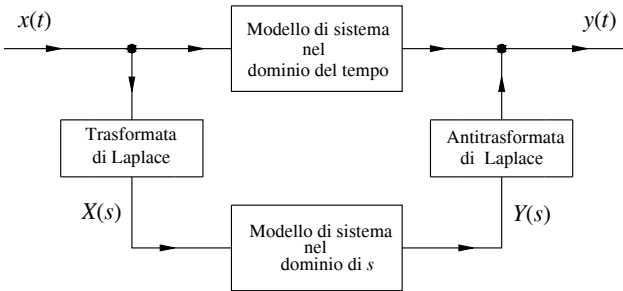 x(t)
Modello di sistema
nel
dominio del tempo
y(t)
Trasformata
di Laplace
Antitrasformata
di Laplace
X(s)
Modello di sistema
nel
dominio di s
Y(s)